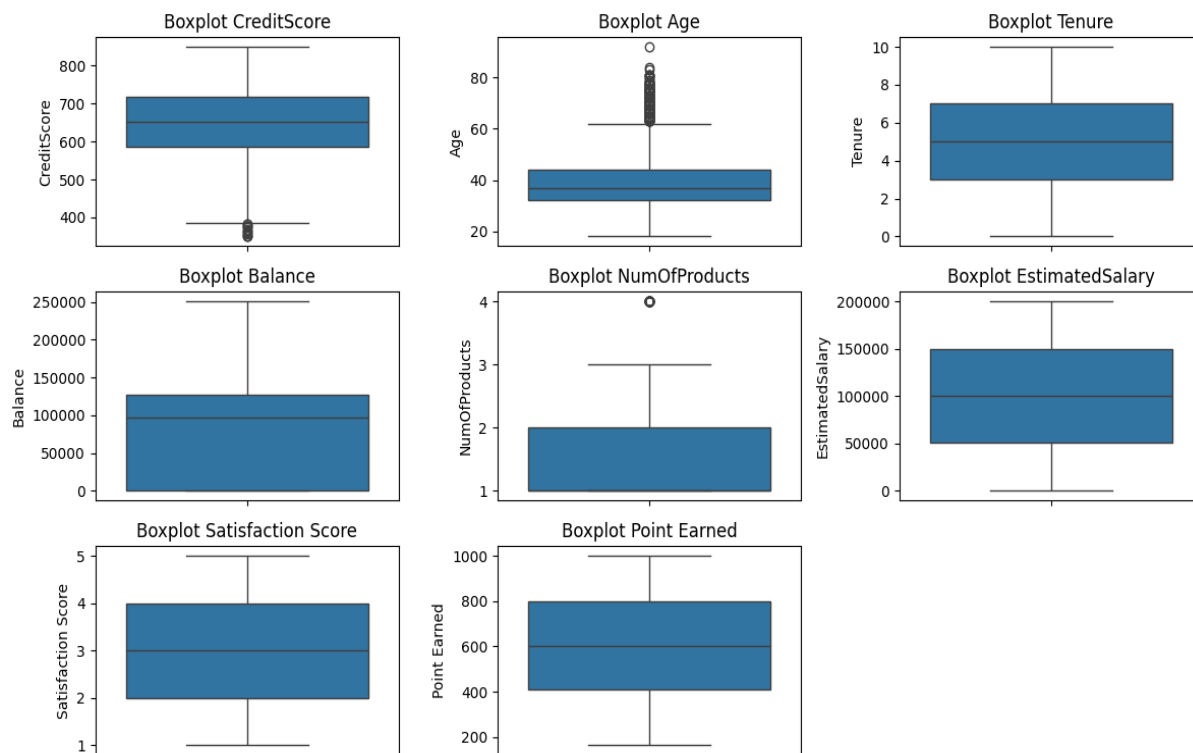 Boxplot CreditScore
800
700
600
500
400
CreditScore
Boxplot Age
80
60
40
20
Age
Boxplot Tenure
10
8
6
4
2
0
Tenure
Boxplot Balance
250000
200000
150000
100000
50000
0
Balance
Boxplot NumOfProducts
4
3
2
1
NumOfProducts
Boxplot EstimatedSalary
200000
150000
100000
50000
0
EstimatedSalary
Boxplot Satisfaction Score
5
4
3
2
1
Satisfaction Score
Boxplot Point Earned
1000
800
600
400
200
Point Earned